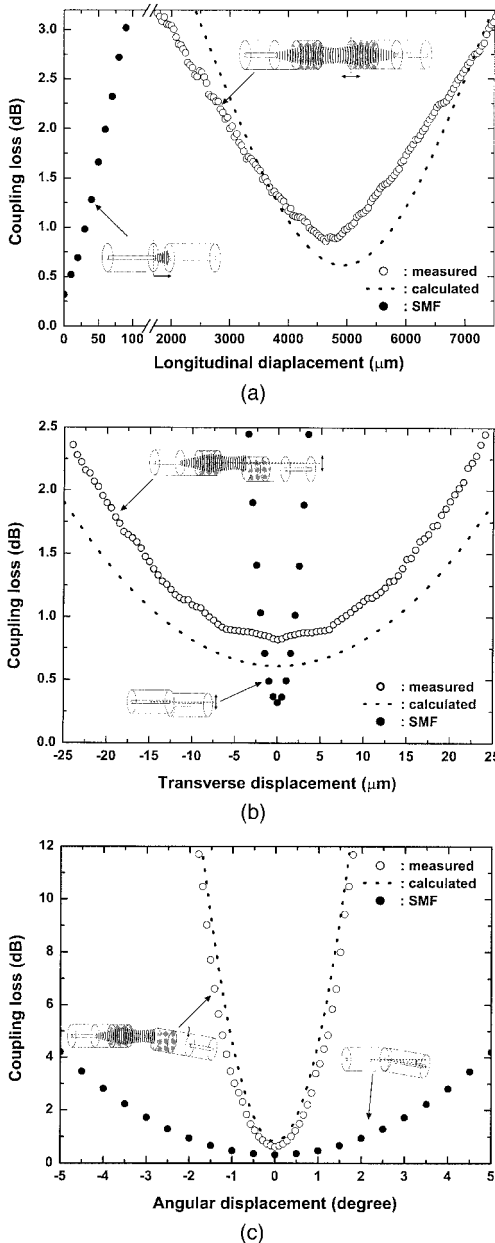 (a)
3.0
2.5
2.0
1.5
1.0
0.5
0.0
Coupling loss (dB)
: measured
: calculated
: SMF
0 50 100 2000 3000 4000 5000 6000 7000
Longitudinal diaplacement (μm)
(a)
2.5
2.0
1.5
1.0
0.5
0.0
Coupling loss (dB)
: measured
: calculated
: SMF
-25 -20 -15 -10 -5 0 5 10 15 20 25
Transverse displacement (μm)
(b)
12
10
8
6
4
2
0
Coupling loss (dB)
: measured
: calculated
: SMF
-5 -4 -3 -2 -1 0 1 2 3 4 5
Angular displacement (degree)
(c)